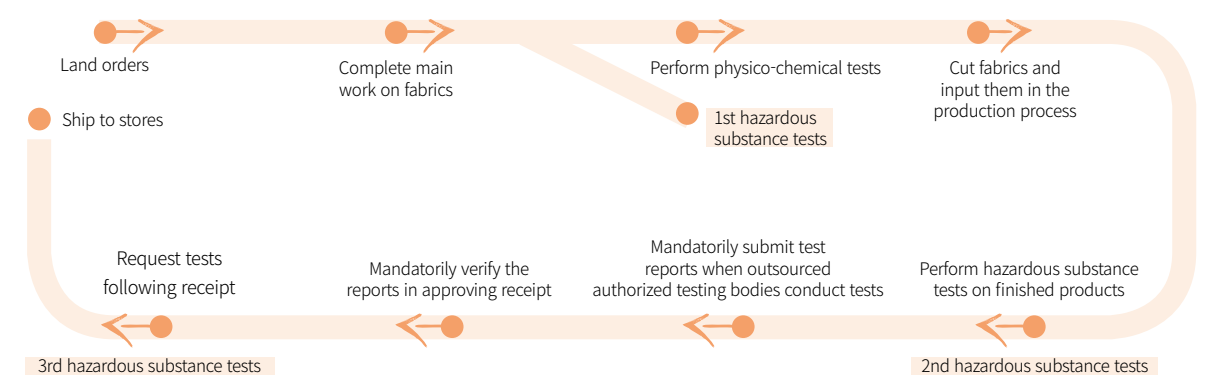 Land orders
Complete main
work on fabrics
Perform physico-chemical tests
Cut fabrics and
input them in the
production process
1st hazardous
substance tests
Perform hazardous substance
tests on finished products
2nd hazardous substance tests
Mandatorily submit test
reports when outsourced
authorized testing bodies conduct tests
Mandatorily verify the
reports in approving receipt
Request tests
following receipt
3rd hazardous substance tests
Ship to stores